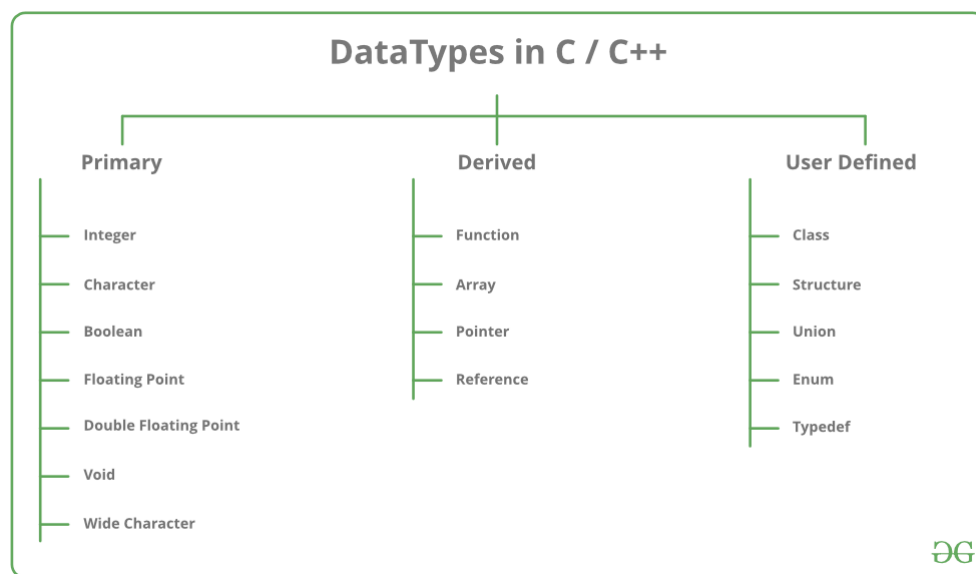 DataTypes in C / C++
Primary
Integer
Character
Boolean
Floating Point
Double Floating Point
Void
Wide Character
Derived
Function
Array
Pointer
Reference
User Defined
Class
Structure
Union
Enum
Typedef